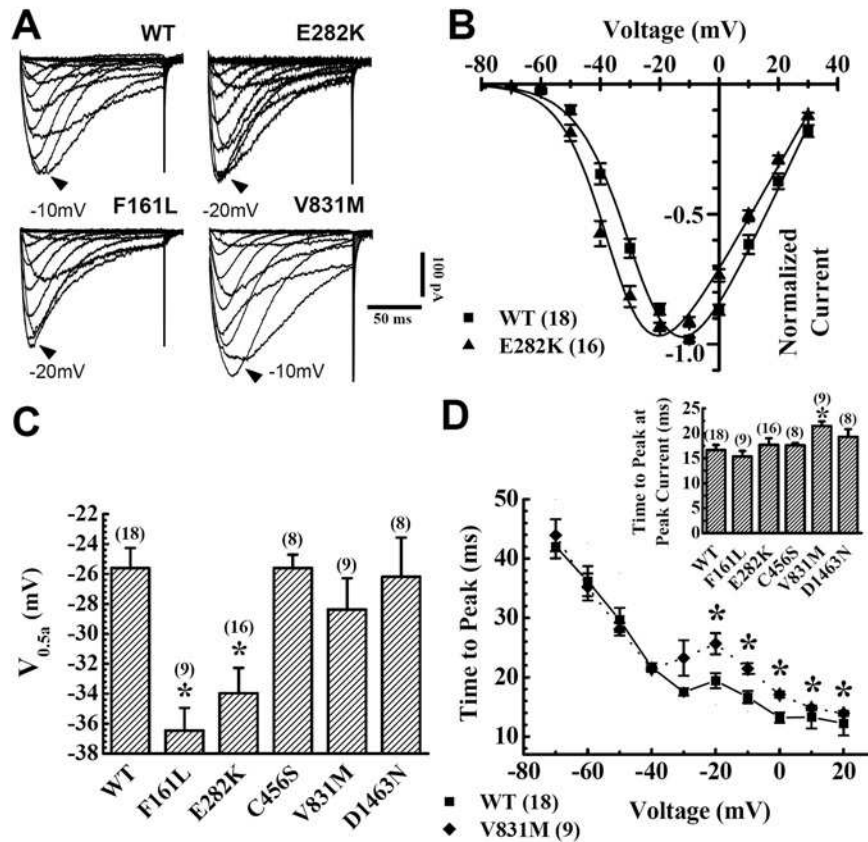 A
WT
E282K
-10mV
-20mV
F161L
V831M
-20mV
-10mV
100 pA
50 ms
B
Voltage (mV)
-80 -60 -40 -20 0 20 40
-0.5
-1.0
Normalized
Current
WT (18)
E282K (16)
C
V0.5a (mV)
-22
-24
-26
-28
-30
-32
-34
-36
-38
(18)
(9)
*
(16)
*
(8)
(9)
(8)
WT
F161L
E282K
C456S
V831M
D1463N
D
Time to Peak at
Peak Current (ms)
25
20
15
10
5
0
(18)
(9)
(16)
(8)
(9)
*
(8)
WT
F161L
E282K
C456S
V831M
D1463N
Time to Peak (ms)
50
40
30
20
10
* * * * *
-80 -60 -40 -20 0 20
Voltage (mV)
WT (18)
V831M (9)